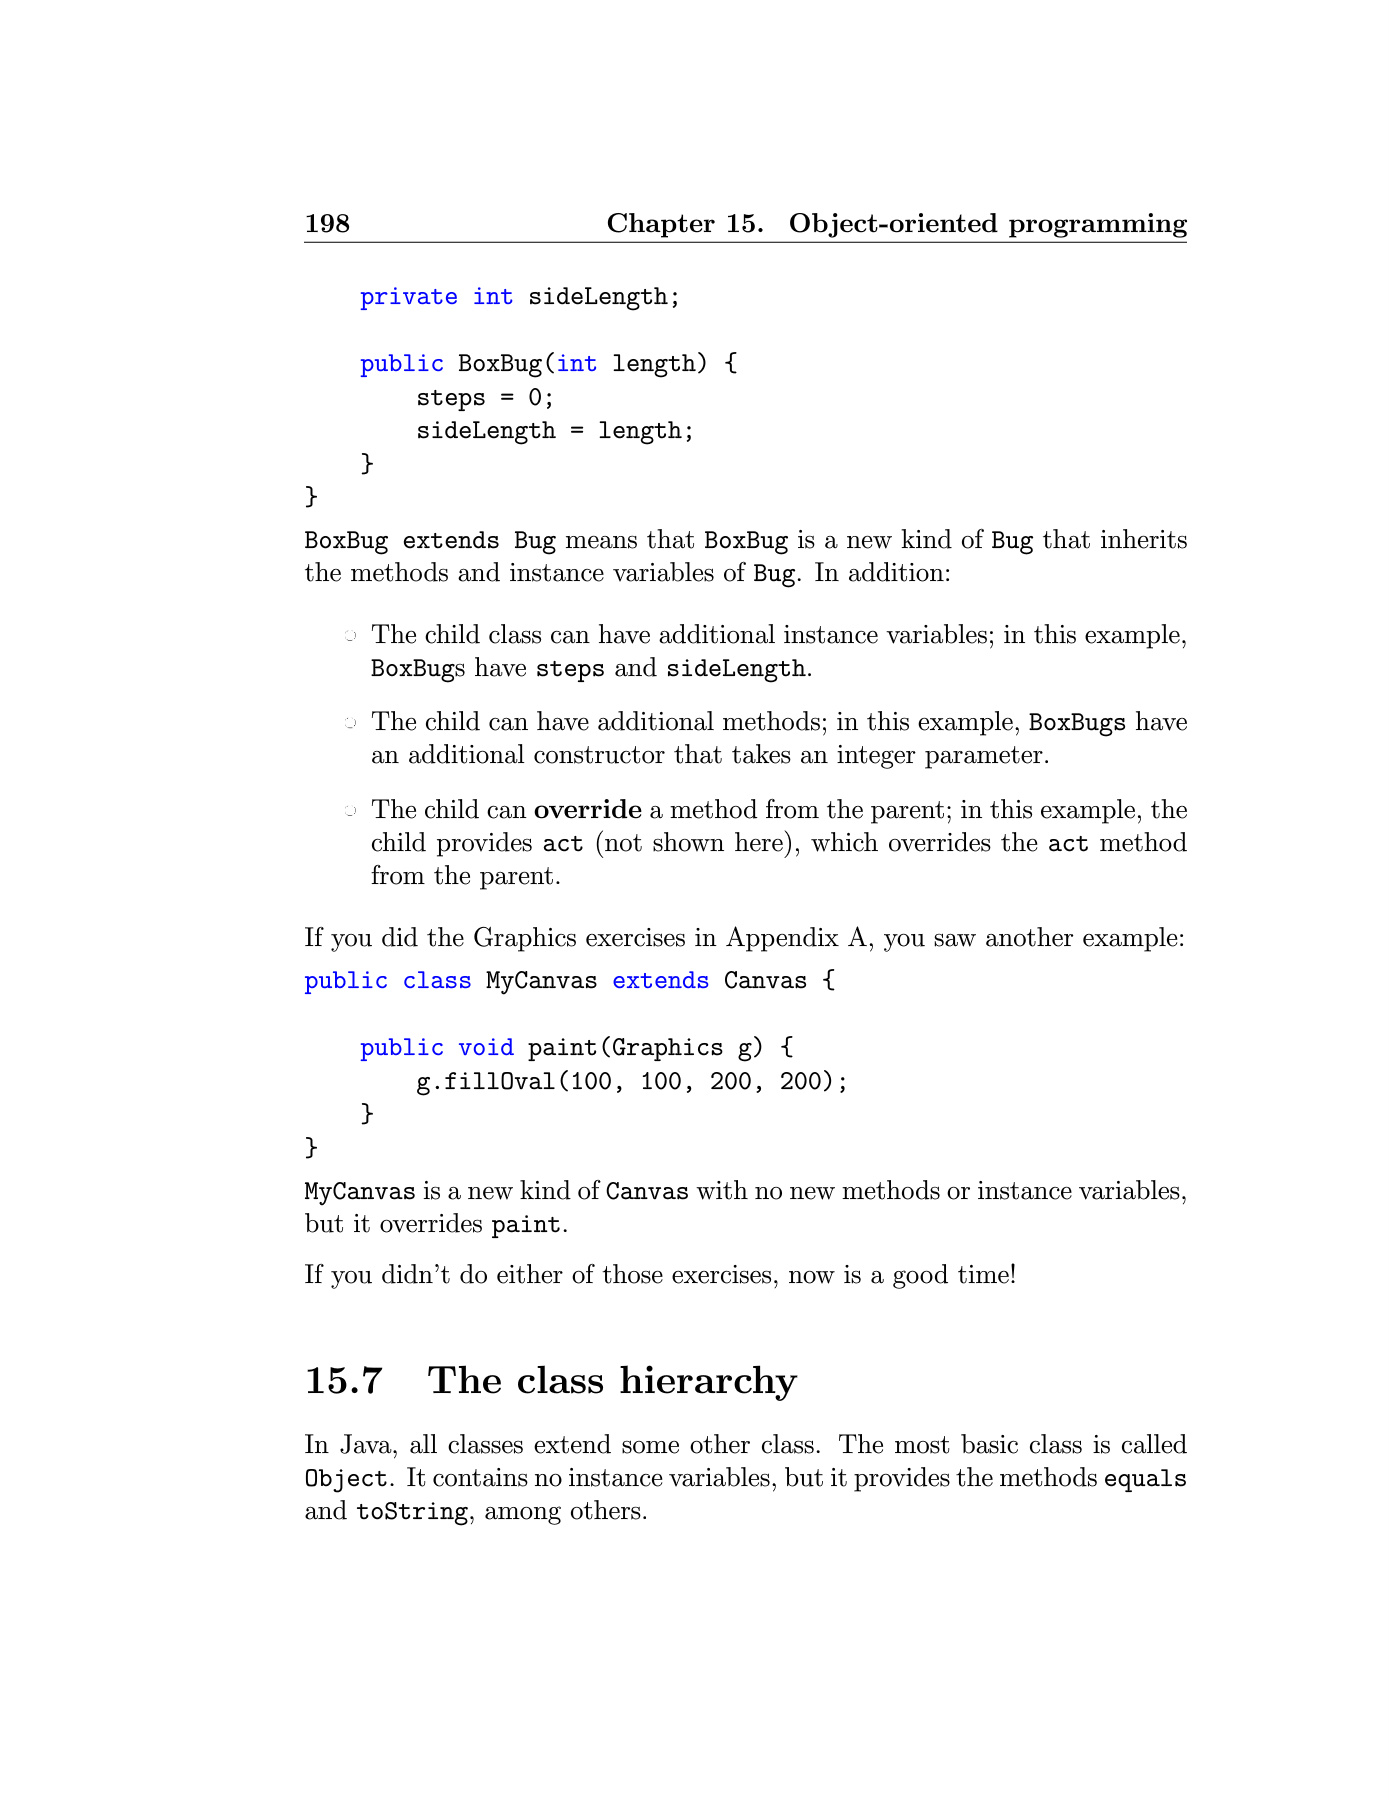 198 Chapter 15. Object-oriented programming
private int sideLength;
public BoxBug(int length) {
steps = 0;
sideLength = length;
}
}
BoxBug extends Bug means that BoxBug is a new kind of Bug that inherits
the methods and instance variables of Bug. In addition:
○ The child class can have additional instance variables; in this example,
BoxBugs have steps and sideLength.
○ The child can have additional methods; in this example, BoxBugs have
an additional constructor that takes an integer parameter.
○ The child can override a method from the parent; in this example, the
child provides act (not shown here), which overrides the act method
from the parent.
If you did the Graphics exercises in Appendix A, you saw another example:
public class MyCanvas extends Canvas {
public void paint(Graphics g) {
g.fillOval(100, 100, 200, 200);
}
}
MyCanvas is a new kind of Canvas with no new methods or instance variables,
but it overrides paint.
If you didn't do either of those exercises, now is a good time!
15.7 The class hierarchy
In Java, all classes extend some other class. The most basic class is called
Object. It contains no instance variables, but it provides the methods equals
and toString, among others.